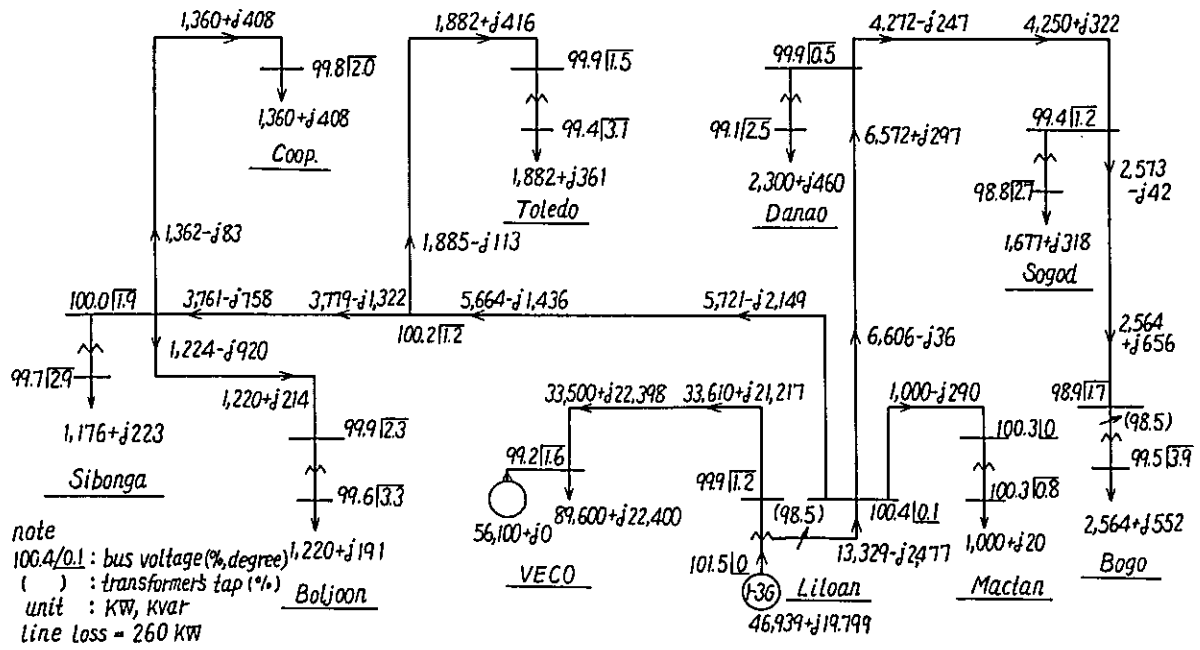 1,360+j408
1,882+j416
4,272-j247
4,250+j322
99.8|2.0
99.9|1.5
99.9|0.5
99.4|1.2
1,360+j408
Coop.
99.4|3.1
99.1|2.5
6,572+j297
2,573
-j42
1,882+j361
Toledo
2,300+j460
Danao
98.8|2.7
1,677+j318
Sogod
1,362-j83
1,885-j113
100.0|1.9
3,761-j758
3,779-j1,322
5,664-j1,436
5,721-j2,149
100.2|1.2
6,606-j36
2,564
+j656
1,224-j920
99.7|2.9
1,220+j214
33,500+j22,398
33,610+j21,217
1,000-j290
98.9|1.7
(98.5)
1,176+j223
Sibonga
99.9|2.3
99.2|1.6
99.9|1.2
100.3|0
99.5|3.9
99.6|3.3
56,100+j0
89,600+j22,400
(98.5)
100.4|0.1
100.3|0.8
2,564+j552
Bogo
note
100.4/0.1 : bus voltage (%,degree)
( ) : transformer's tap (%)
unit : KW, Kvar
line loss = 260 KW
1,220+j191
Boljoon
VECO
101.5|0
1-3G
13,329-j2,477
Liloan
46,939+j19.799
1,000+j20
Mactan